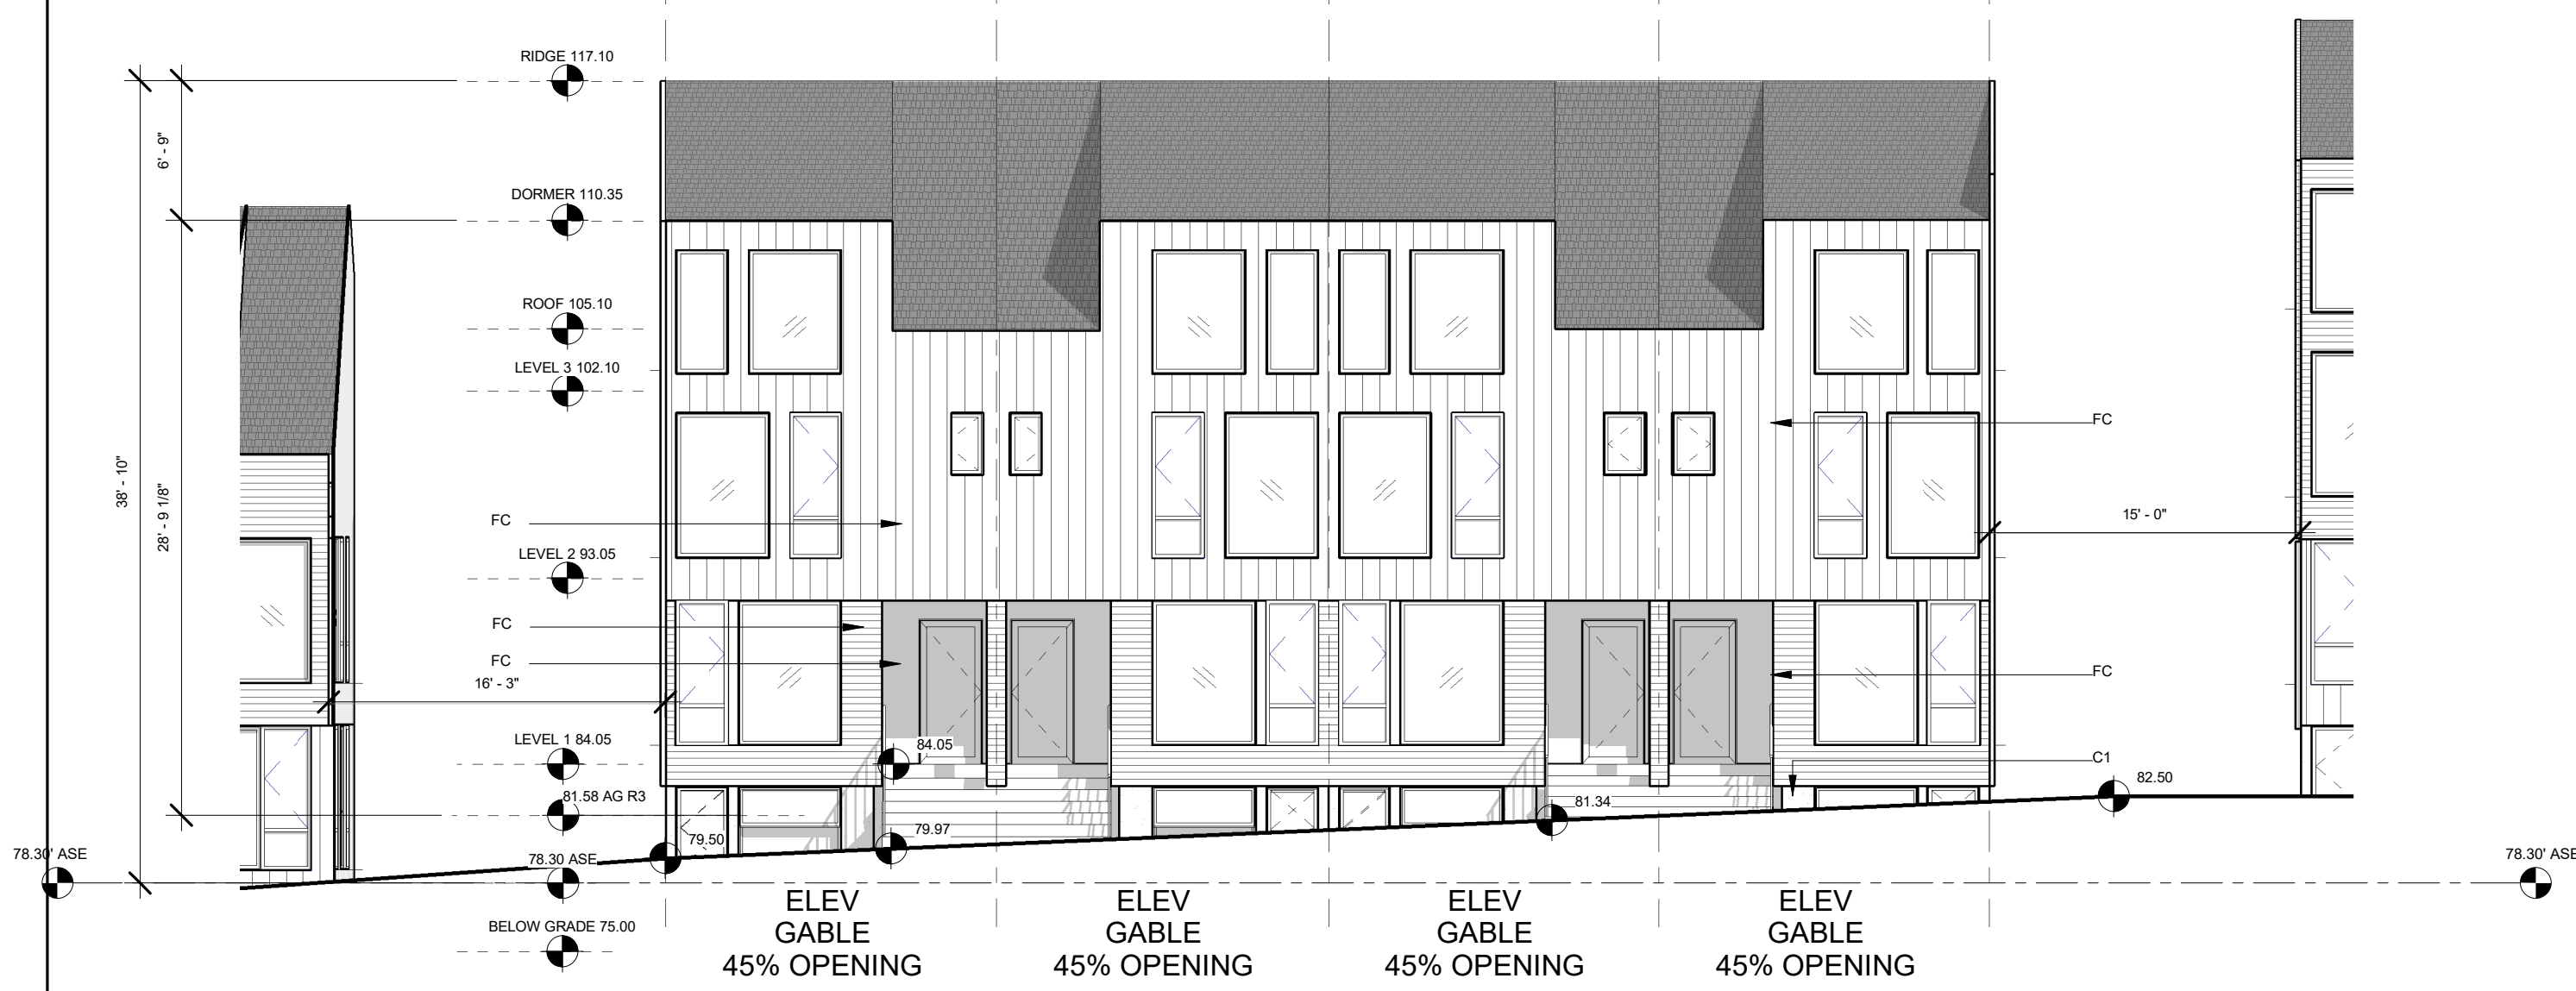 RIDGE 117.10
6' - 9"
DORMER 110.35
ROOF 105.10
LEVEL 3 102.10
FC
38' - 10"
28' - 9 1/8"
FC
15' - 0"
LEVEL 2 93.05
FC
FC
FC
16' - 3"
LEVEL 1 84.05
84.05
C1
82.50
81.58 AG R3
81.34
79.97
79.50
78.30' ASE
78.30 ASE
78.30' ASE
BELOW GRADE 75.00
ELEV
GABLE
45% OPENING
ELEV
GABLE
45% OPENING
ELEV
GABLE
45% OPENING
ELEV
GABLE
45% OPENING